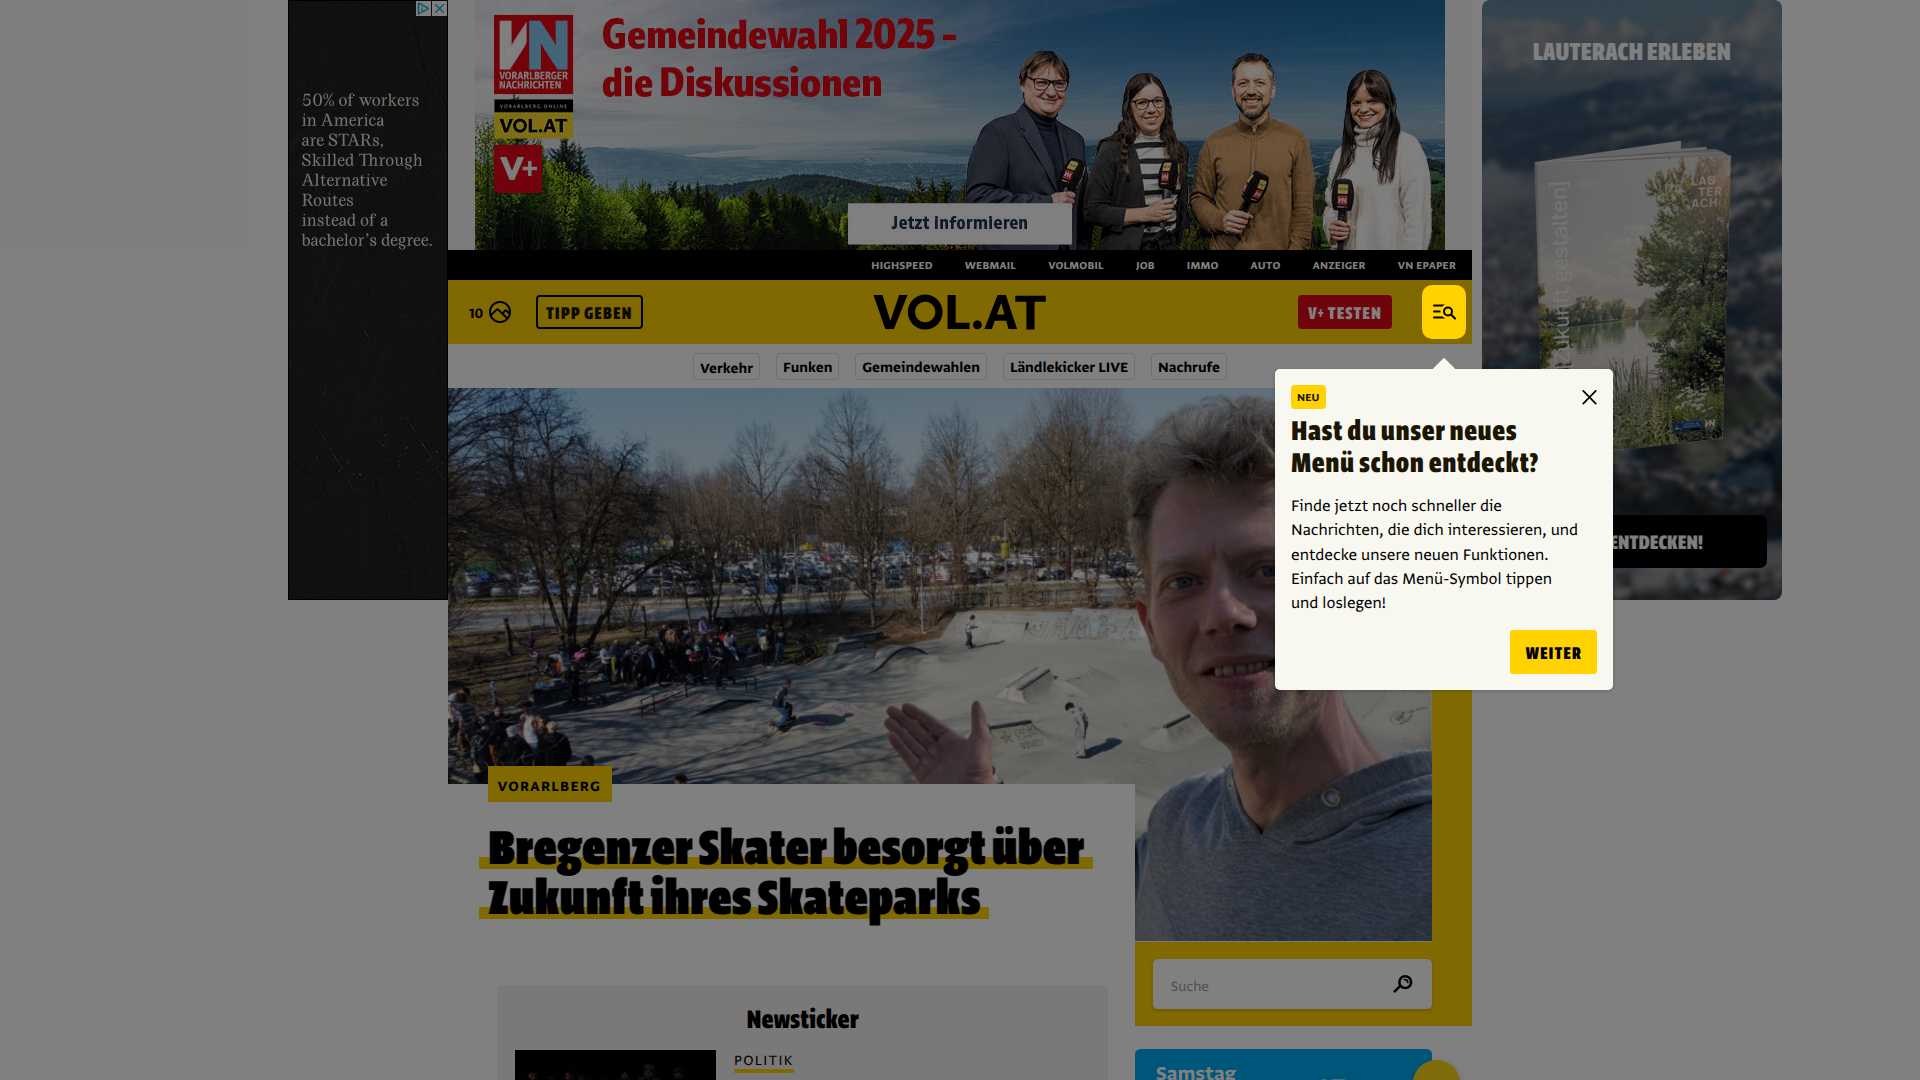 50% of workers
in America
are STARs,
Skilled Through
Alternative
Routes
instead of a
bachelor's degree.
VN
VORARLBERGER
NACHRICHTEN
VORARLBERG ONLINE
VOL.AT
V+
Gemeindewahl 2025 –
die Diskussionen
Jetzt Informieren
LAUTERACH ERLEBEN
LAU
TER
ACH
[zukunft gestalten]
ENTDECKEN!
HIGHSPEED WEBMAIL VOLMOBIL JOB IMMO AUTO ANZEIGER VN EPAPER
10 TIPP GEBEN VOL.AT V+ TESTEN
Verkehr Funken Gemeindewahlen Ländlekicker LIVE Nachrufe
NEU
Hast du unser neues
Menü schon entdeckt?
Finde jetzt noch schneller die
Nachrichten, die dich interessieren, und
entdecke unsere neuen Funktionen.
Einfach auf das Menü-Symbol tippen
und loslegen!
WEITER
VORARLBERG
Bregenzer Skater besorgt über
Zukunft ihres Skateparks
Suche
Newsticker
POLITIK
Samstag